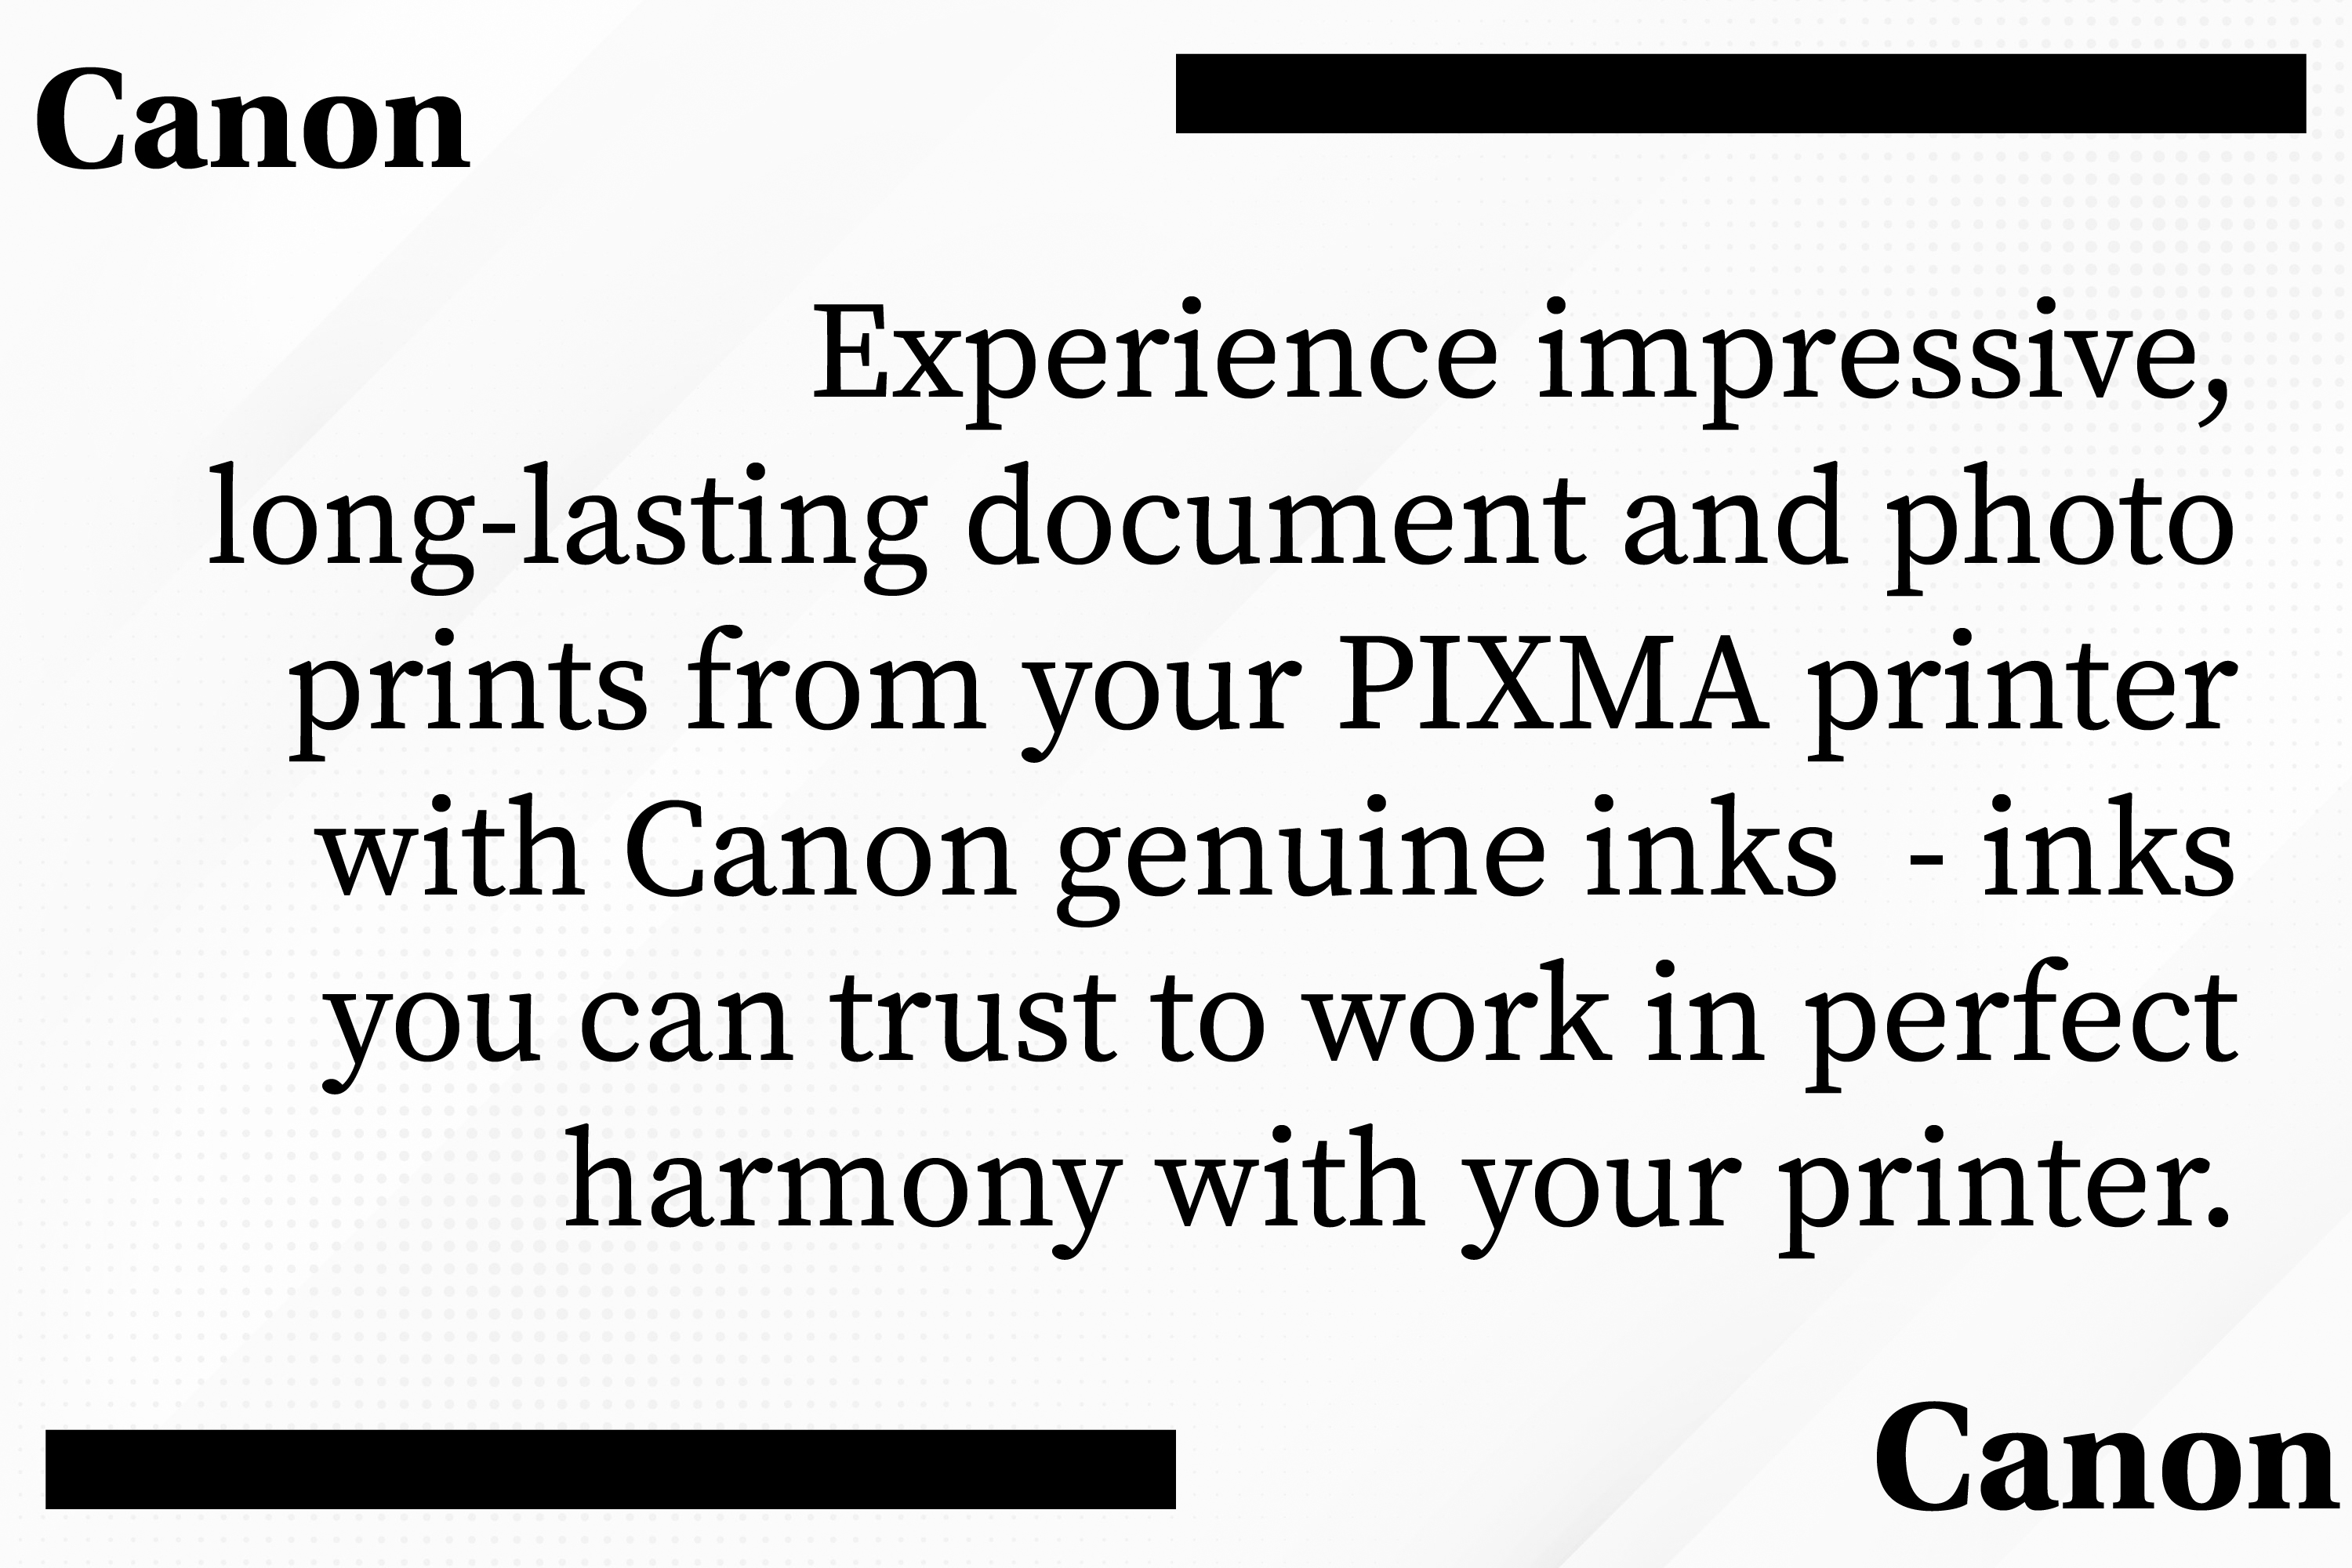 Canon
Experience impressive,
long-lasting document and photo
prints from your PIXMA printer
with Canon genuine inks  - inks
you can trust to work in perfect
harmony with your printer.
Canon